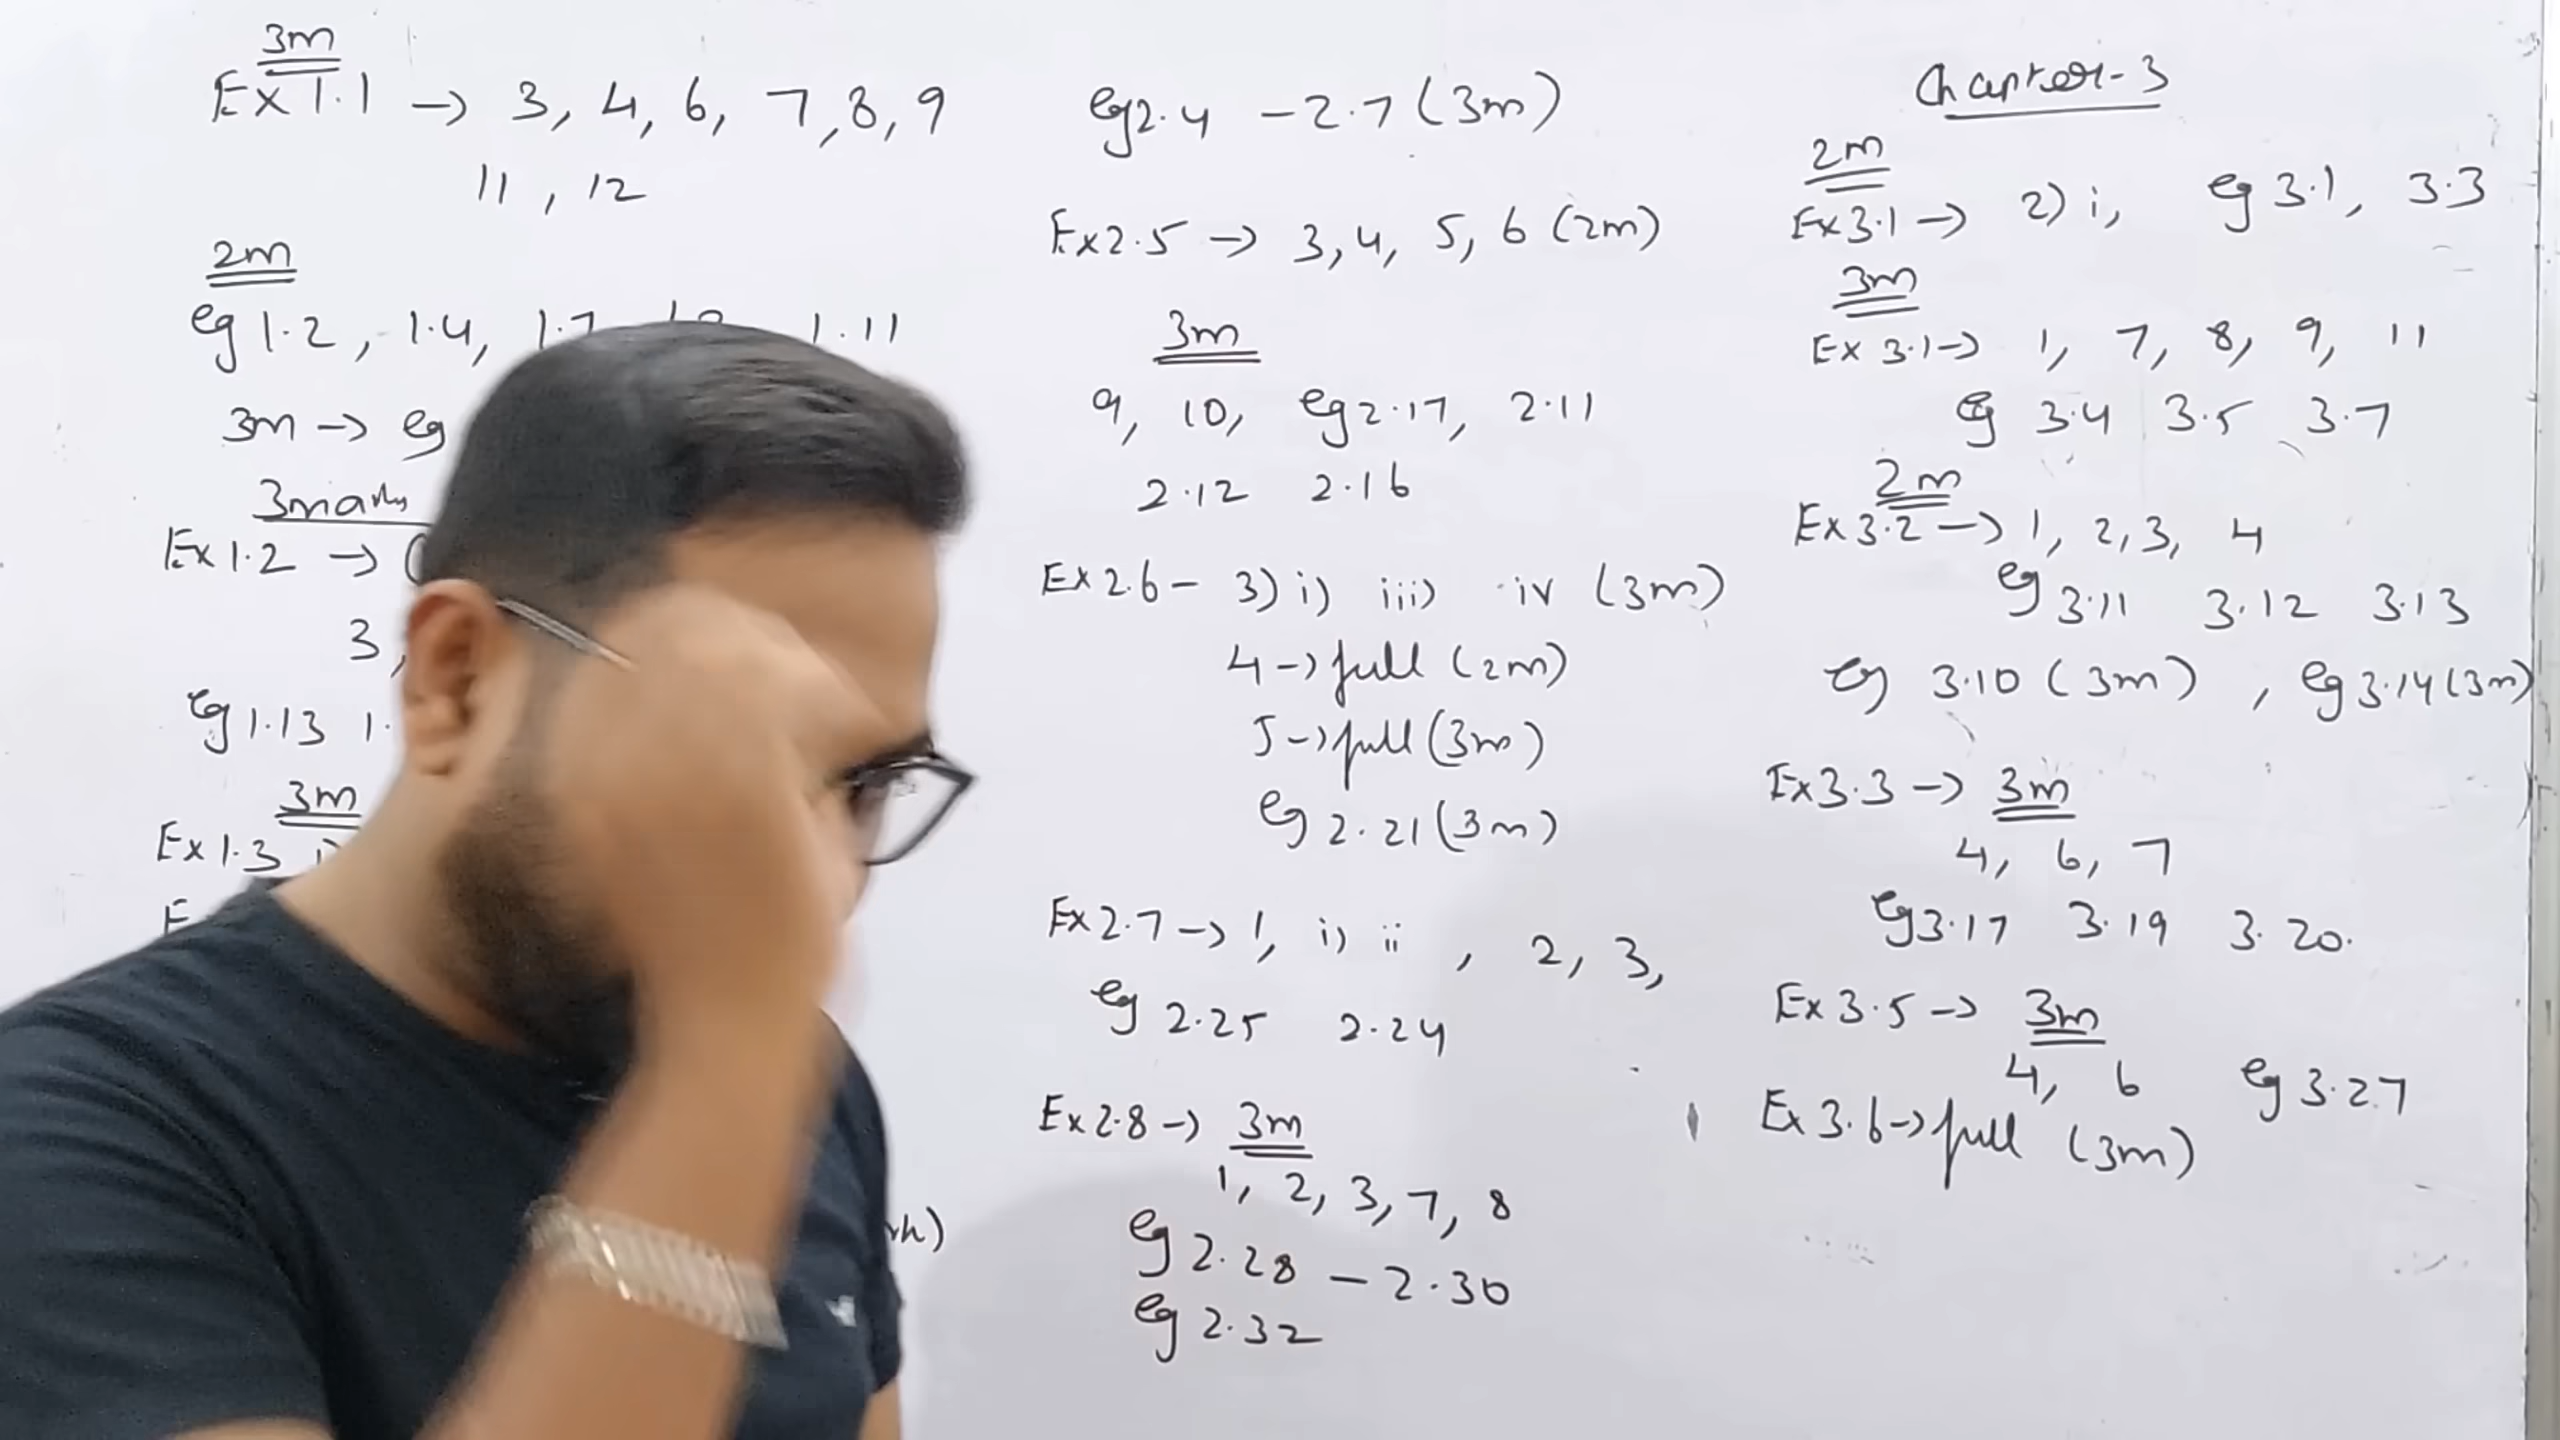 3m
Ex 1.1 → 3, 4, 6, 7, 8, 9
11, 12
2m
eg 1.2, 1.4, 1.7 1.11
3m → eg
3marks
Ex 1.2 →
3,
eg 1.13 1.
3m
Ex 1.3
eg 2.4 - 2.7 (3m)
Ex 2.5 → 3, 4, 5, 6 (2m)
3m
9, 10, eg 2.17, 2.11
2.12 2.16
Ex 2.6 - 3) i) iii) iv (3m)
4 → full (2m)
5 → full (3m)
eg 2.21 (3m)
Ex 2.7 → 1, i) ii , 2, 3,
eg 2.25 2.24
Ex 2.8 → 3m
1, 2, 3, 7, 8
eg 2.28 - 2.30
eg 2.32
Chapter-3
2m
Ex 3.1 → 2) i, eg 3.1, 3.3
3m
Ex 3.1 → 1, 7, 8, 9, 11
eg 3.4 3.5 3.7
2m
Ex 3.2 → 1, 2, 3, 4
eg 3.11 3.12 3.13
eg 3.10 (3m) , eg 3.14 (3m)
Ex 3.3 → 3m
4, 6, 7
eg 3.17 3.19 3.20.
Ex 3.5 → 3m
4, 6 eg 3.27
Ex 3.6 → full (3m)